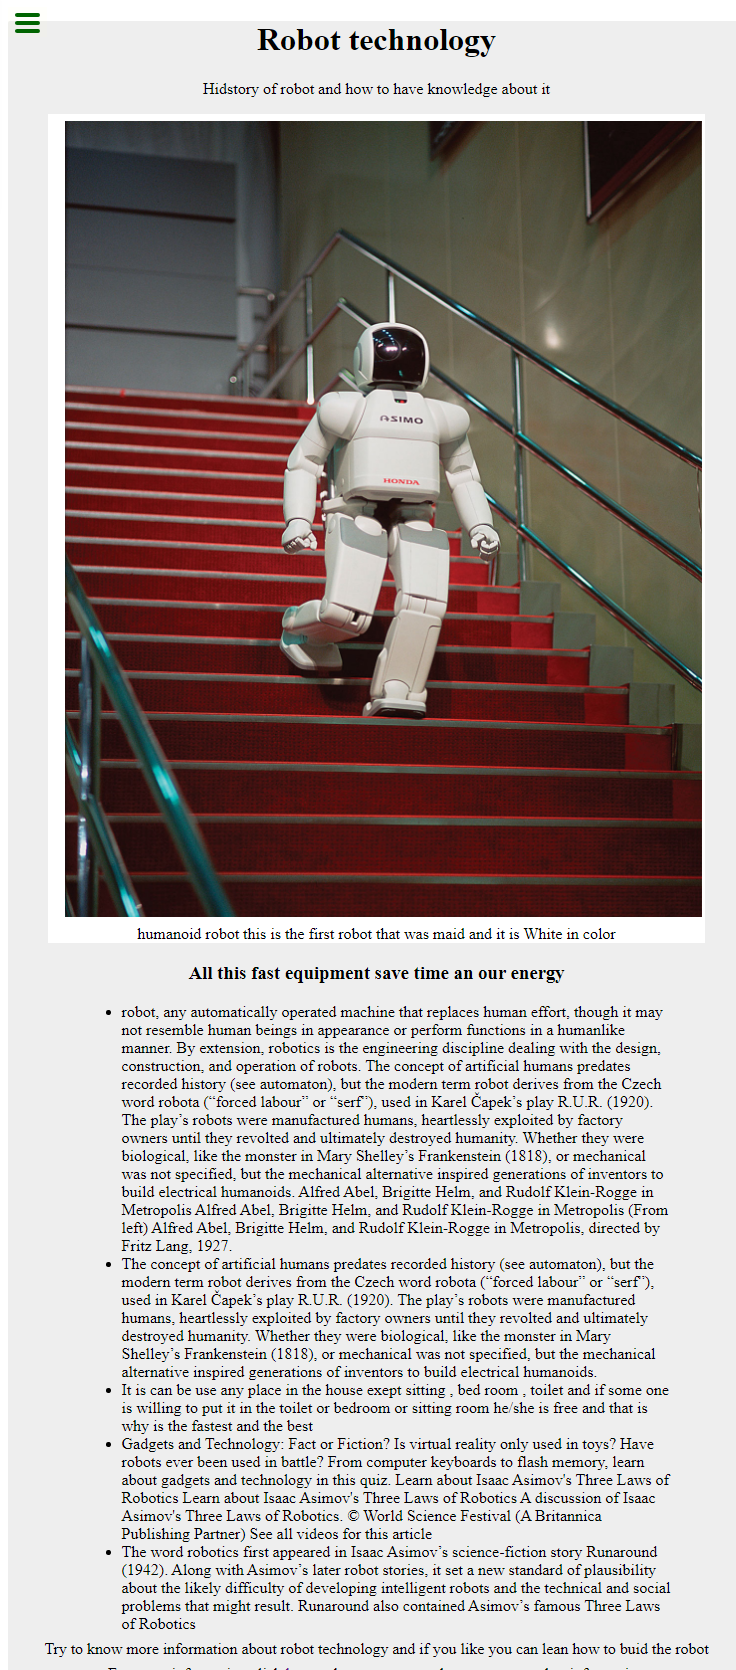 Robot technology
Hidstory of robot and how to have knowledge about it
ASIMO
HONDA
humanoid robot this is the first robot that was maid and it is White in color
All this fast equipment save time an our energy
• robot, any automatically operated machine that replaces human effort, though it may
not resemble human beings in appearance or perform functions in a humanlike
manner. By extension, robotics is the engineering discipline dealing with the design,
construction, and operation of robots. The concept of artificial humans predates
recorded history (see automaton), but the modern term robot derives from the Czech
word robota (“forced labour” or “serf”), used in Karel Čapek’s play R.U.R. (1920).
The play’s robots were manufactured humans, heartlessly exploited by factory
owners until they revolted and ultimately destroyed humanity. Whether they were
biological, like the monster in Mary Shelley’s Frankenstein (1818), or mechanical
was not specified, but the mechanical alternative inspired generations of inventors to
build electrical humanoids. Alfred Abel, Brigitte Helm, and Rudolf Klein-Rogge in
Metropolis Alfred Abel, Brigitte Helm, and Rudolf Klein-Rogge in Metropolis (From
left) Alfred Abel, Brigitte Helm, and Rudolf Klein-Rogge in Metropolis, directed by
Fritz Lang, 1927.
• The concept of artificial humans predates recorded history (see automaton), but the
modern term robot derives from the Czech word robota (“forced labour” or “serf”),
used in Karel Čapek’s play R.U.R. (1920). The play’s robots were manufactured
humans, heartlessly exploited by factory owners until they revolted and ultimately
destroyed humanity. Whether they were biological, like the monster in Mary
Shelley’s Frankenstein (1818), or mechanical was not specified, but the mechanical
alternative inspired generations of inventors to build electrical humanoids.
• It is can be use any place in the house exept sitting , bed room , toilet and if some one
is willing to put it in the toilet or bedroom or sitting room he/she is free and that is
why is the fastest and the best
• Gadgets and Technology: Fact or Fiction? Is virtual reality only used in toys? Have
robots ever been used in battle? From computer keyboards to flash memory, learn
about gadgets and technology in this quiz. Learn about Isaac Asimov's Three Laws of
Robotics Learn about Isaac Asimov's Three Laws of Robotics A discussion of Isaac
Asimov's Three Laws of Robotics. © World Science Festival (A Britannica
Publishing Partner) See all videos for this article
• The word robotics first appeared in Isaac Asimov’s science-fiction story Runaround
(1942). Along with Asimov’s later robot stories, it set a new standard of plausibility
about the likely difficulty of developing intelligent robots and the technical and social
problems that might result. Runaround also contained Asimov’s famous Three Laws
of Robotics
Try to know more information about robot technology and if you like you can lean how to buid the robot